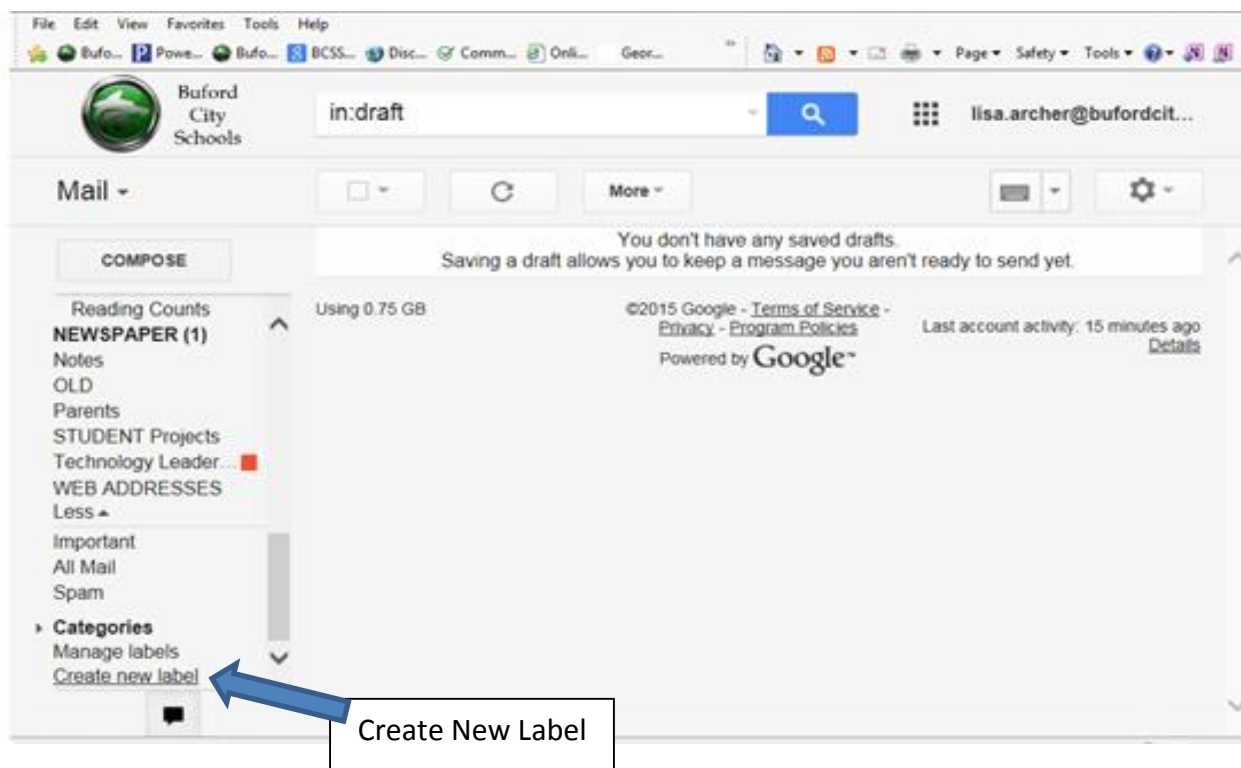 File Edit View Favorites Tools Help
Bufo... Powe... Bufo... BCSS... Disc... Comm... Onli... Geor... Page Safety Tools
Buford
City
Schools
in:draft
lisa.archer@bufordcit...
Mail
More
COMPOSE
You don't have any saved drafts.
Saving a draft allows you to keep a message you aren't ready to send yet.
Reading Counts
NEWSPAPER (1)
Notes
OLD
Parents
STUDENT Projects
Technology Leader...
WEB ADDRESSES
Less
Important
All Mail
Spam
Categories
Manage labels
Create new label
Using 0.75 GB
©2015 Google - Terms of Service -
Privacy - Program Policies
Powered by Google™
Last account activity: 15 minutes ago
Details
Create New Label